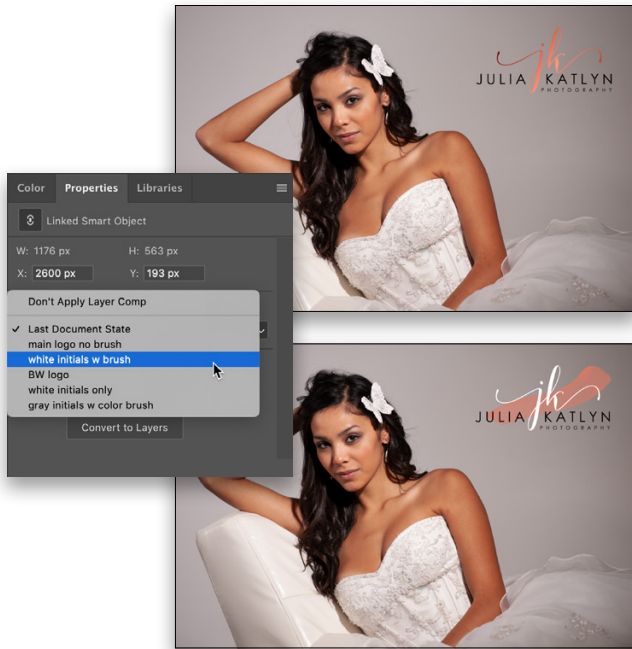 jk
JULIA KATLYN
PHOTOGRAPHY
Color Properties Libraries
Linked Smart Object
W: 1176 px H: 563 px
X: 2600 px Y: 193 px
Don't Apply Layer Comp
✓ Last Document State
main logo no brush
white initials w brush
BW logo
white initials only
gray initials w color brush
Convert to Layers
jk
JULIA KATLYN
PHOTOGRAPHY